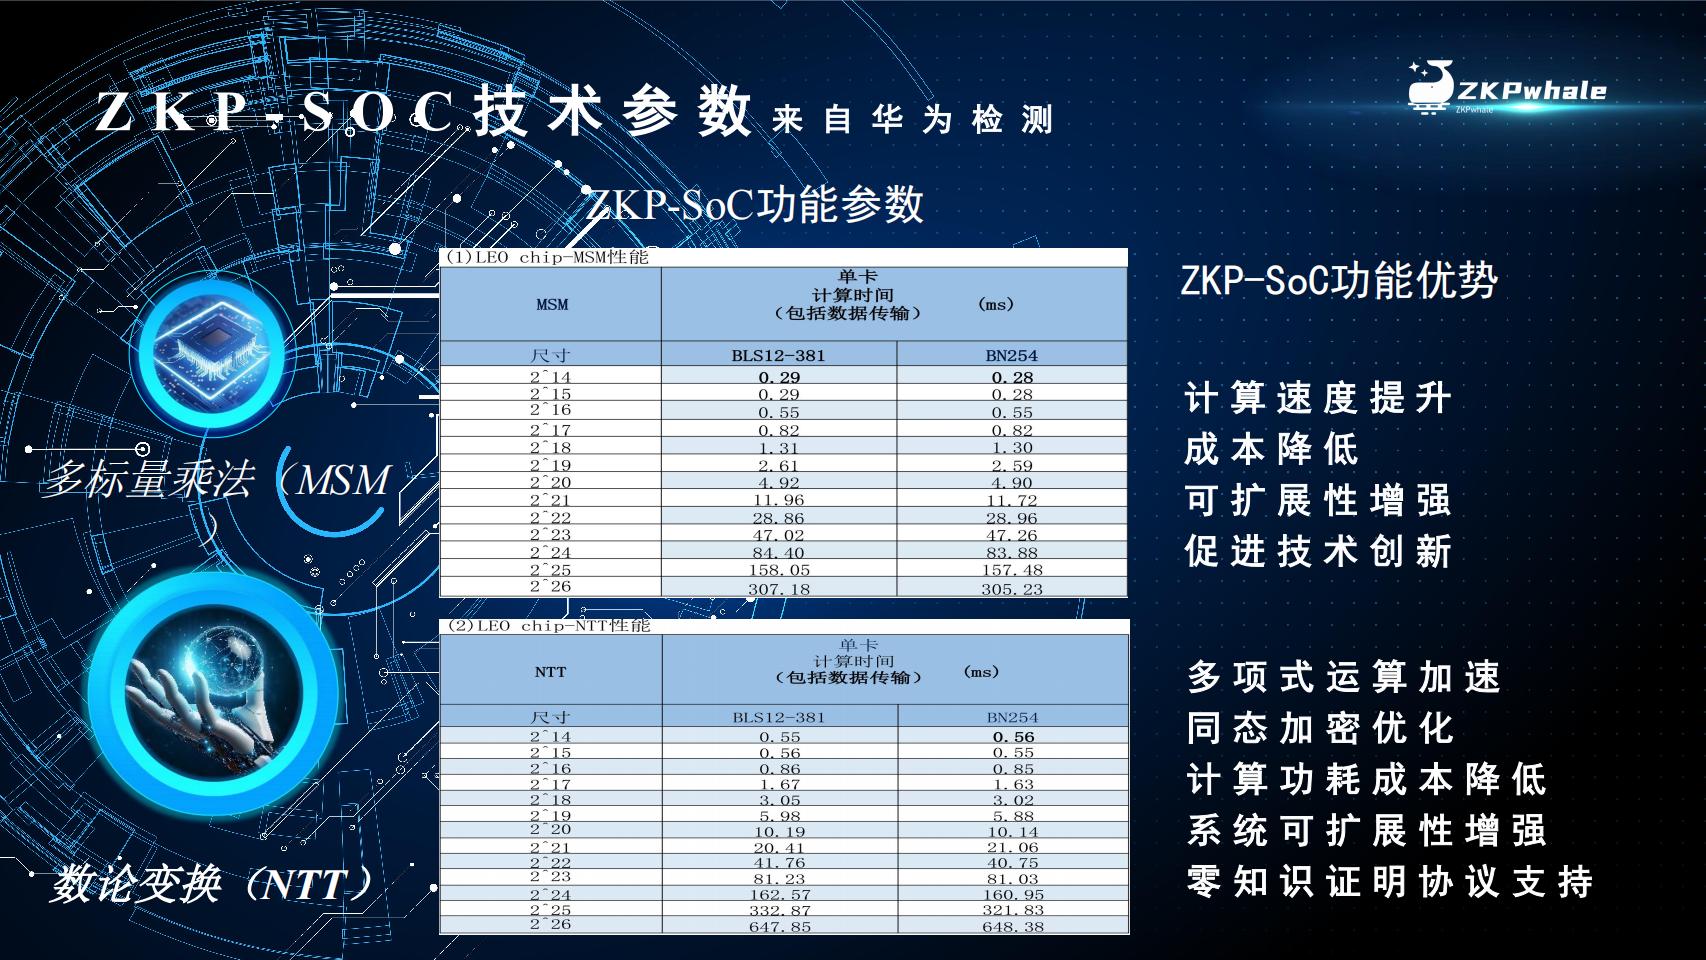 ZKP-SOC技术参数来自华为检测
ZKPwhale
ZKPwhale
ZKP-SoC功能参数
(1)LEO chip-MSM性能
MSM 单卡
计算时间 (ms)
（包括数据传输）
尺寸 BLS12-381 BN254
2^14 0.29 0.28
2^15 0.29 0.28
2^16 0.55 0.55
2^17 0.82 0.82
2^18 1.31 1.30
2^19 2.61 2.59
2^20 4.92 4.90
2^21 11.96 11.72
2^22 28.86 28.96
2^23 47.02 47.26
2^24 84.40 83.88
2^25 158.05 157.48
2^26 307.18 305.23
多标量乘法（MSM
）
(2)LEO chip-NTT性能
NTT 单卡
计算时间 (ms)
（包括数据传输）
尺寸 BLS12-381 BN254
2^14 0.55 0.56
2^15 0.56 0.55
2^16 0.86 0.85
2^17 1.67 1.63
2^18 3.05 3.02
2^19 5.98 5.88
2^20 10.19 10.14
2^21 20.41 21.06
2^22 41.76 40.75
2^23 81.23 81.03
2^24 162.57 160.95
2^25 332.87 321.83
2^26 647.85 648.38
数论变换（NTT）
ZKP-SoC功能优势
计算速度提升
成本降低
可扩展性增强
促进技术创新
多项式运算加速
同态加密优化
计算功耗成本降低
系统可扩展性增强
零知识证明协议支持